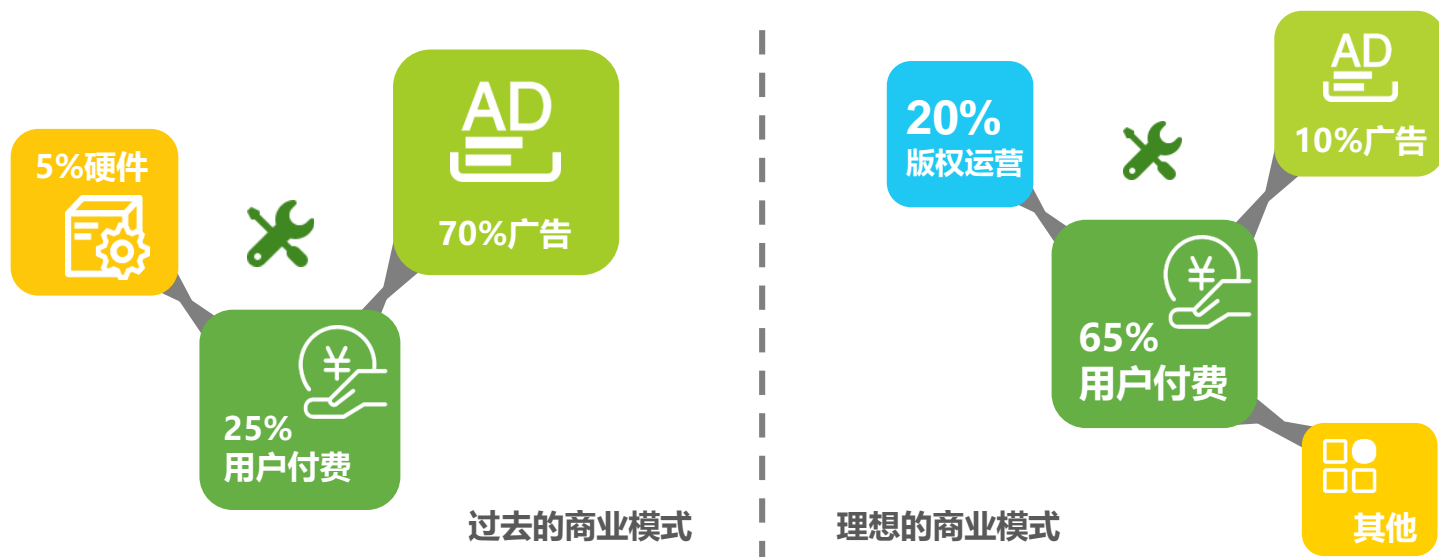 5%硬件
AD
70%广告
¥
25%
用户付费
过去的商业模式
20%
版权运营
AD
10%广告
¥
65%
用户付费
其他
理想的商业模式